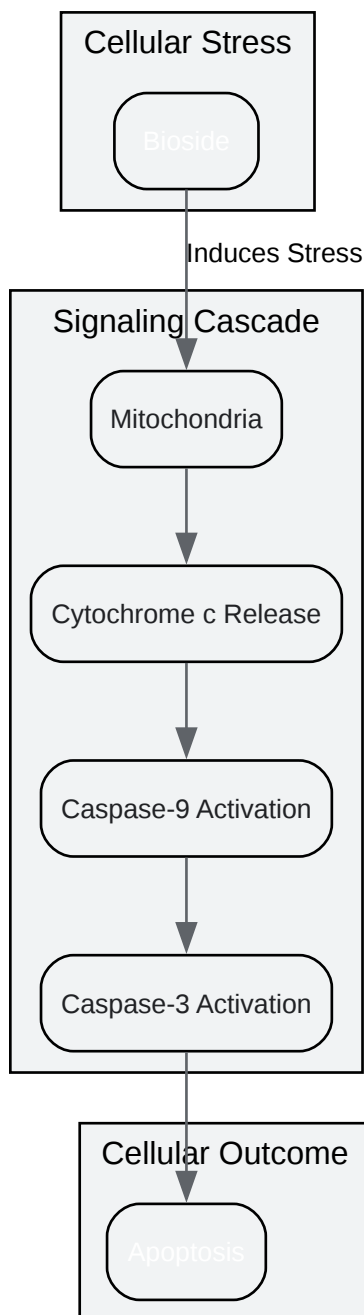 Cellular Stress
Bioside
Induces Stress
Signaling Cascade
Mitochondria
Cytochrome c Release
Caspase-9 Activation
Caspase-3 Activation
Cellular Outcome
Apoptosis